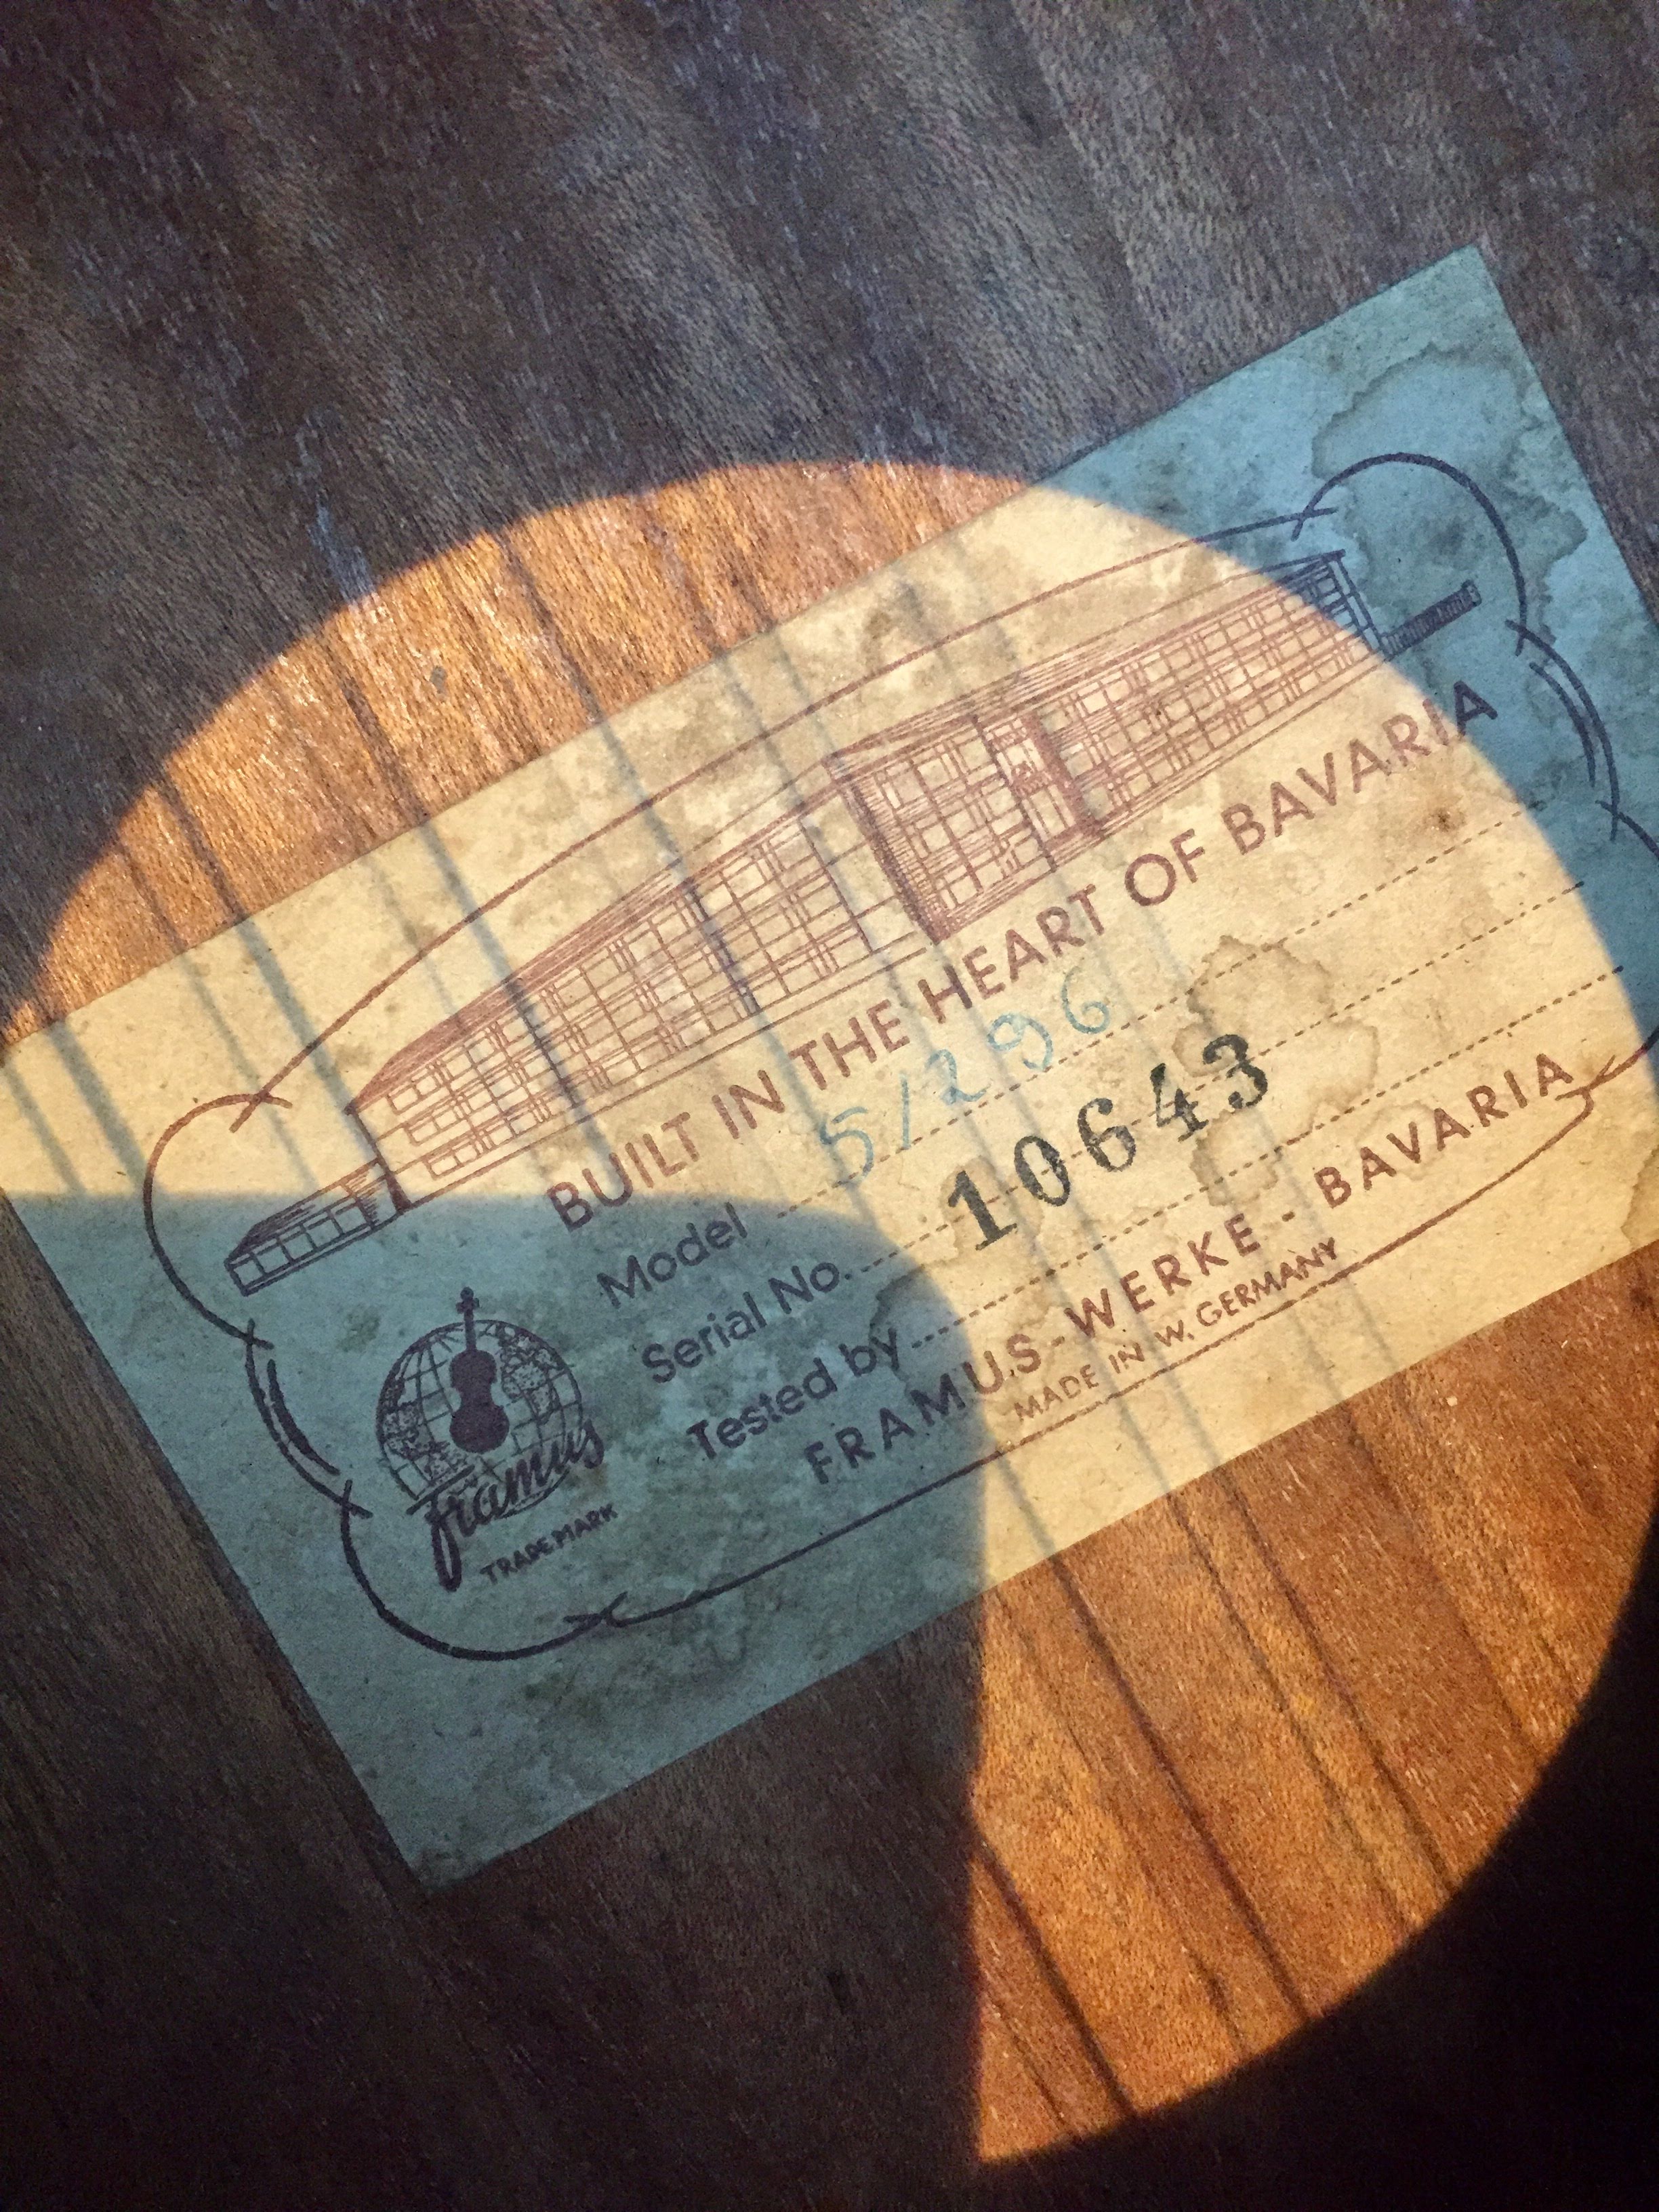 BUILT IN THE HEART OF BAVARIA
Model 5/296
Serial No. 10643
Tested by
FRAMUS-WERKE - BAVARIA
MADE IN W. GERMANY
framus
TRADE MARK